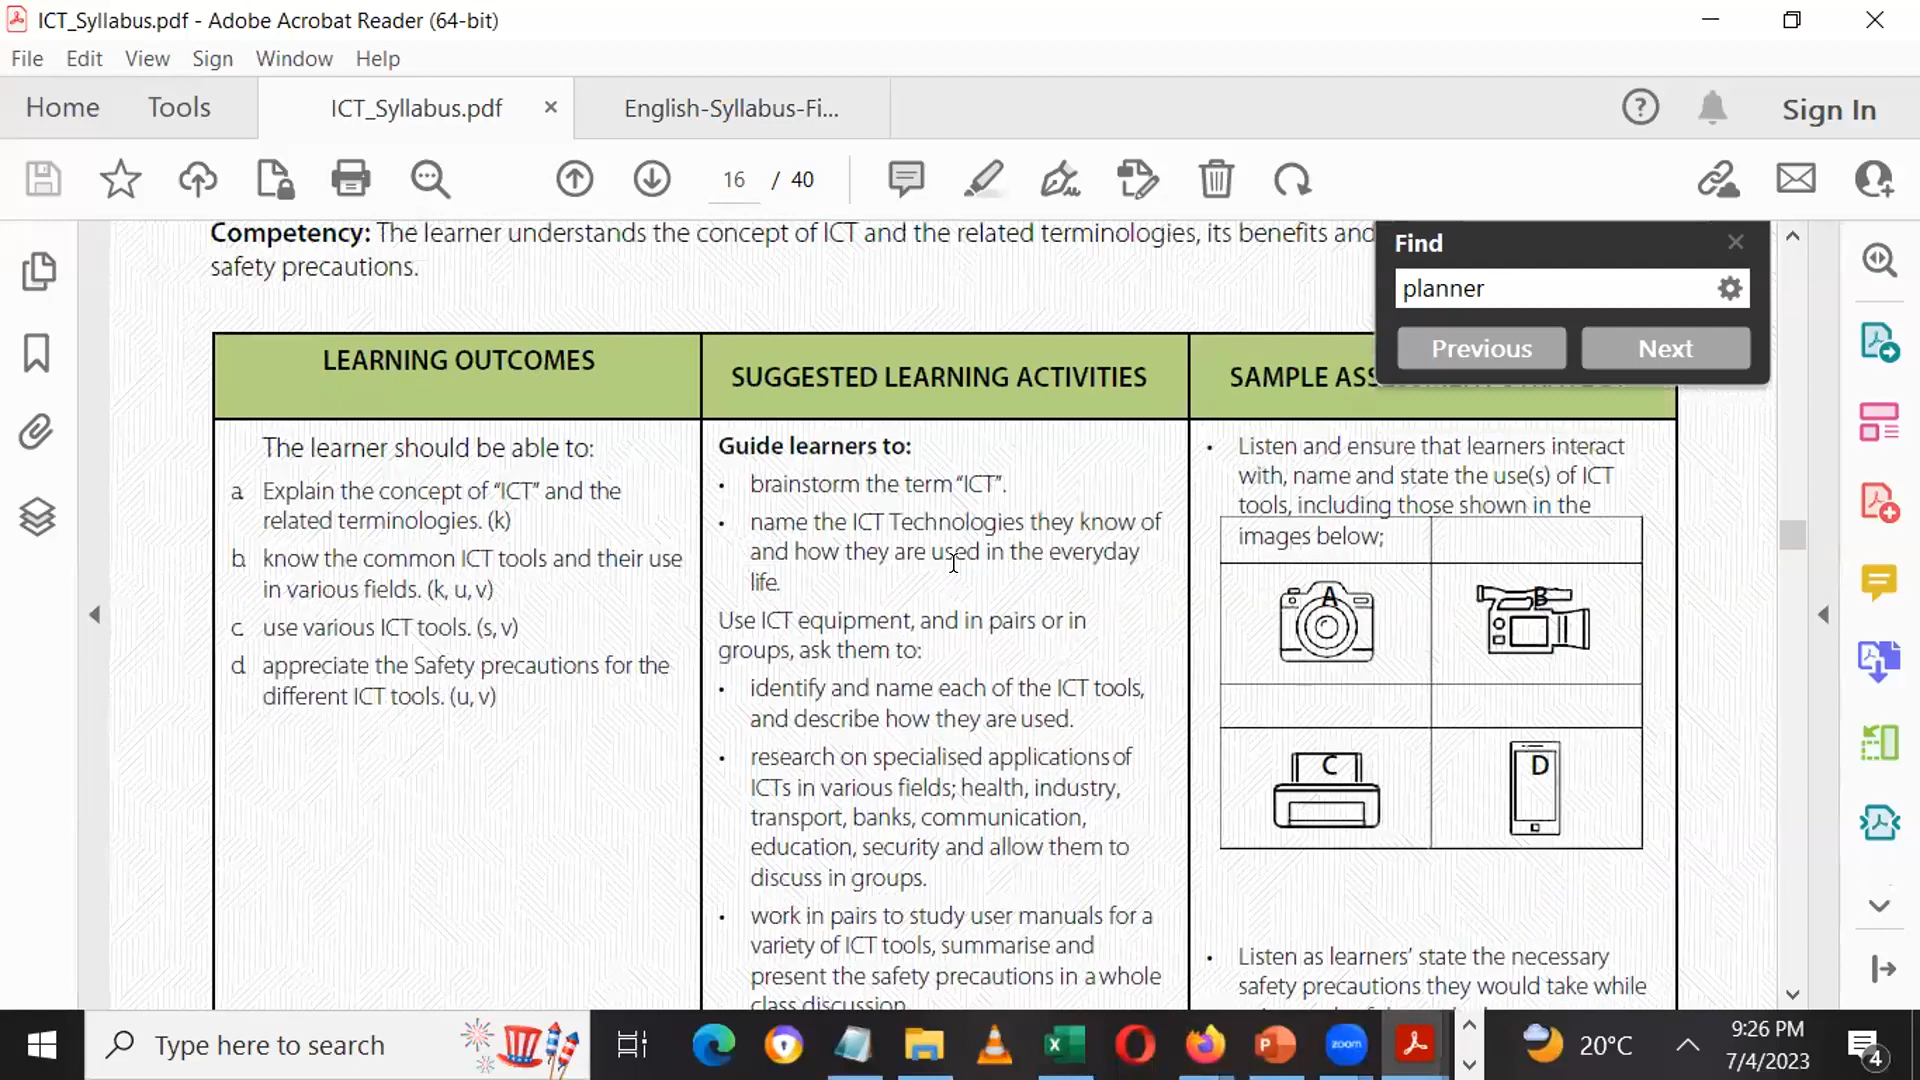 ICT_Syllabus.pdf - Adobe Acrobat Reader (64-bit)
File Edit View Sign Window Help
Home Tools ICT_Syllabus.pdf × English-Syllabus-Fi... Sign In
16 / 40
Competency: The learner understands the concept of ICT and the related terminologies, its benefits and
safety precautions.
Find
planner
Previous Next
LEARNING OUTCOMES
The learner should be able to:
a Explain the concept of “ICT” and the
related terminologies. (k)
b know the common ICT tools and their use
in various fields. (k, u, v)
c. use various ICT tools. (s, v)
d appreciate the Safety precautions for the
different ICT tools. (u, v)
SUGGESTED LEARNING ACTIVITIES
Guide learners to:
• brainstorm the term “ICT”.
• name the ICT Technologies they know of
and how they are used in the everyday
life.
Use ICT equipment, and in pairs or in
groups, ask them to:
• identify and name each of the ICT tools,
and describe how they are used.
• research on specialised applications of
ICTs in various fields; health, industry,
transport, banks, communication,
education, security and allow them to
discuss in groups.
• work in pairs to study user manuals for a
variety of ICT tools, summarise and
present the safety precautions in a whole
class discussion
SAMPLE
• Listen and ensure that learners interact
with, name and state the use(s) of ICT
tools, including those shown in the
images below;
A B
C D
• Listen as learners’ state the necessary
safety precautions they would take while
Type here to search
zoom
20°C
9:26 PM
7/4/2023
4